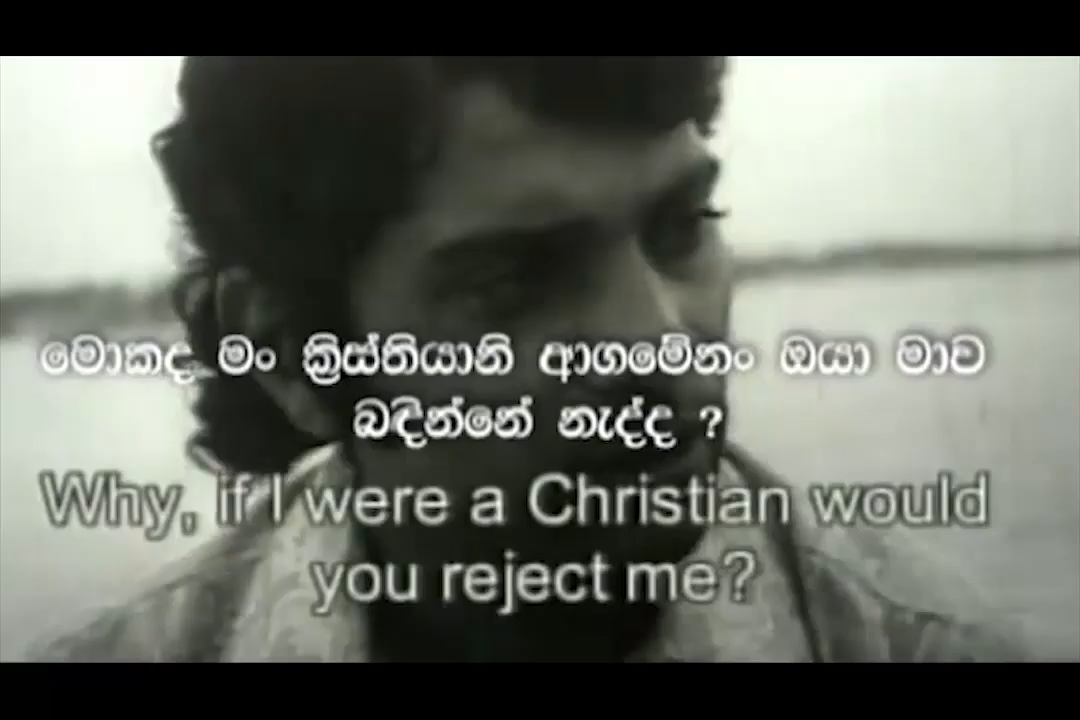 මොකද මං ක්‍රිස්තියානි ආගමේනං ඔයා මාව
බඳින්නේ නැද්ද ?
Why, if I were a Christian would
you reject me?